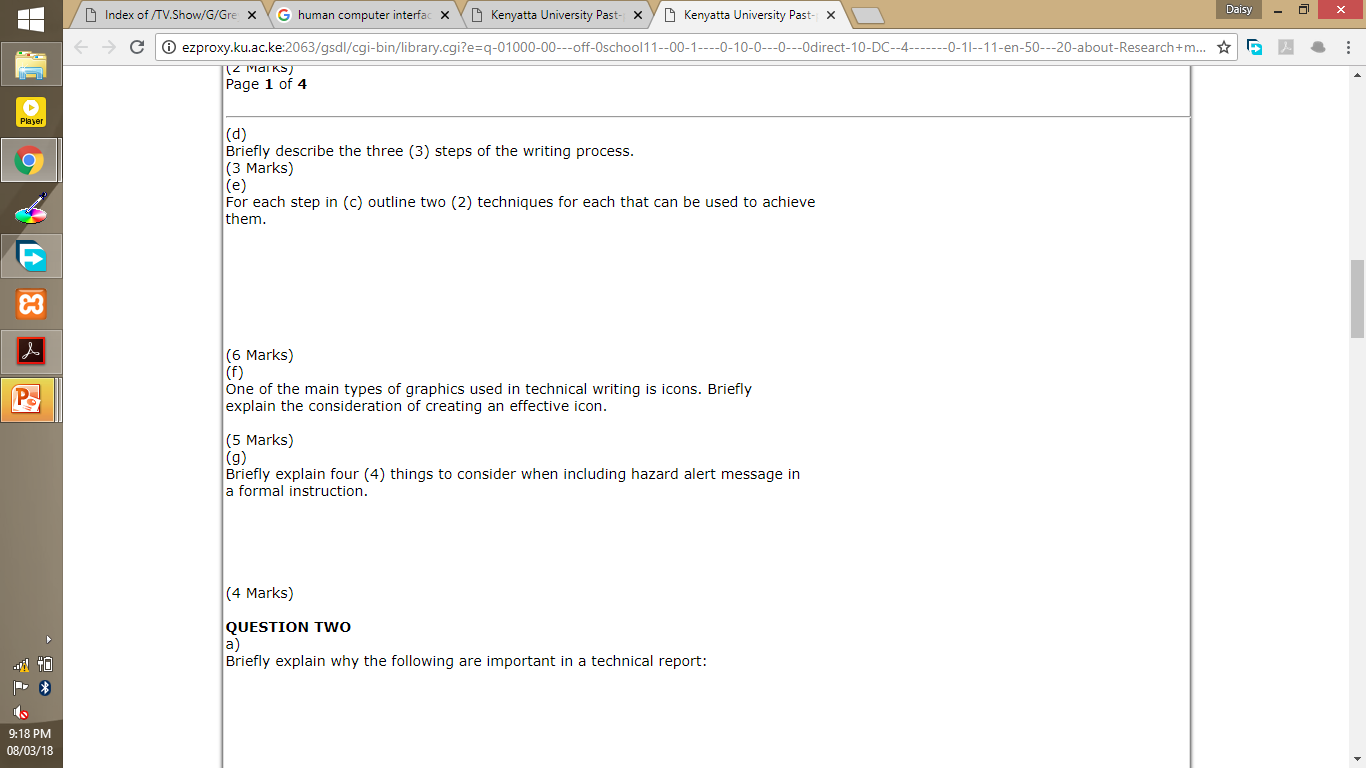 Index of /TV.Show/G/Gre
human computer interfac
Kenyatta University Past-
Kenyatta University Past-
Daisy
ezproxy.ku.ac.ke:2063/gsdl/cgi-bin/library.cgi?e=q-01000-00---off-0school11--00-1----0-10-0---0---0direct-10-DC--4-------0-1l--11-en-50---20-about-Research+m...
Player
(2 Marks)
Page 1 of 4
(d)
Briefly describe the three (3) steps of the writing process.
(3 Marks)
(e)
For each step in (c) outline two (2) techniques for each that can be used to achieve
them.
(6 Marks)
(f)
One of the main types of graphics used in technical writing is icons. Briefly
explain the consideration of creating an effective icon.
(5 Marks)
(g)
Briefly explain four (4) things to consider when including hazard alert message in
a formal instruction.
(4 Marks)
QUESTION TWO
a)
Briefly explain why the following are important in a technical report:
9:18 PM
08/03/18